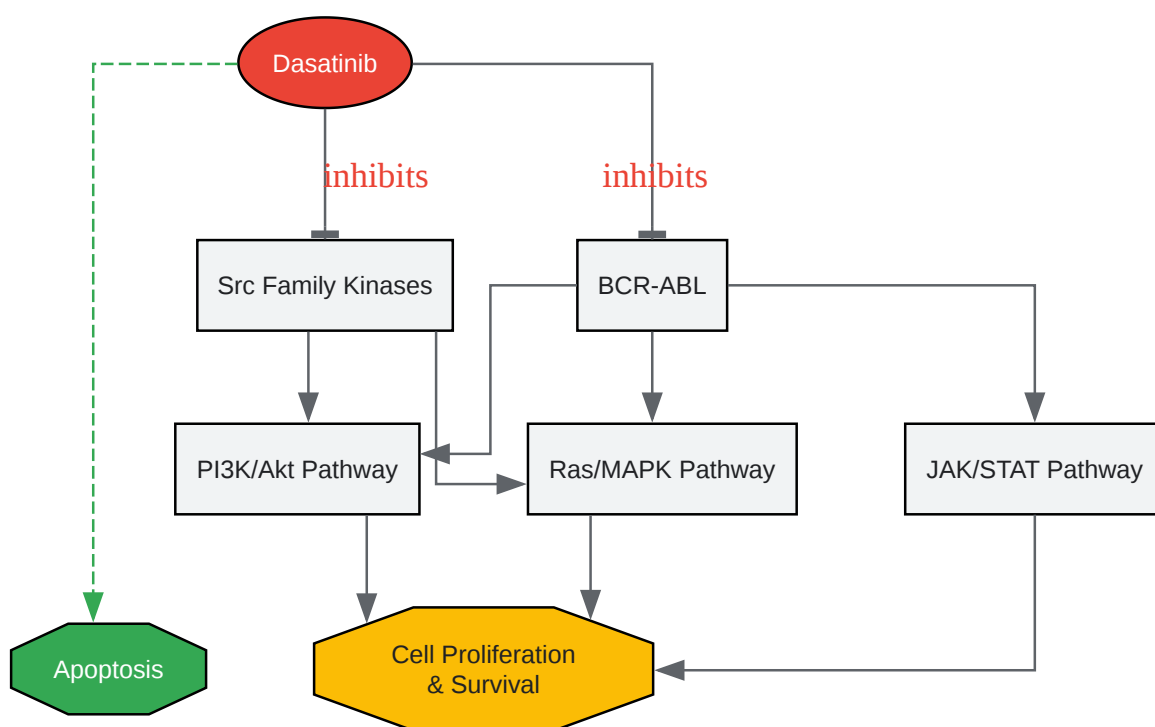 Dasatinib
inhibits
inhibits
Src Family Kinases
BCR-ABL
PI3K/Akt Pathway
Ras/MAPK Pathway
JAK/STAT Pathway
Apoptosis
Cell Proliferation
& Survival